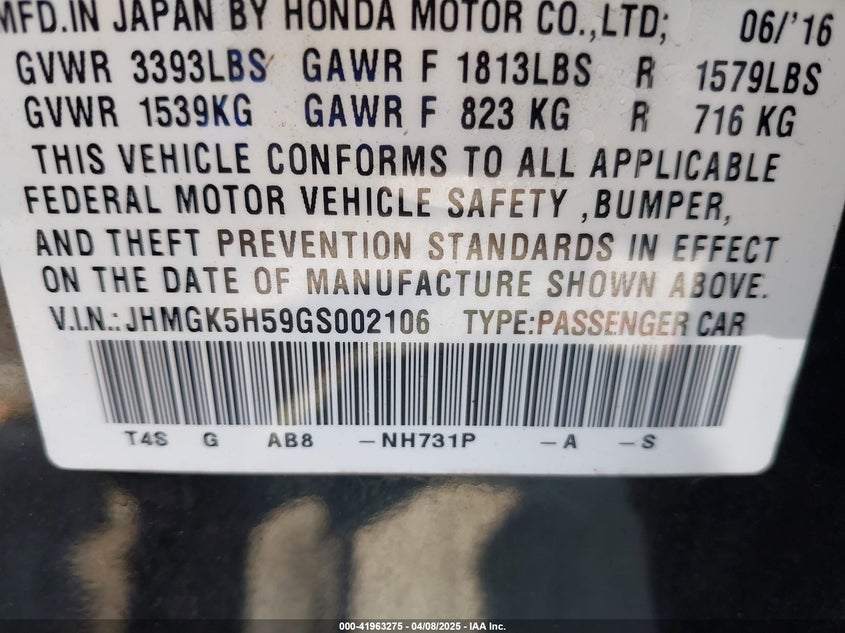 MFD.IN JAPAN BY HONDA MOTOR CO.,LTD; 06/'16
GVWR 3393LBS GAWR F 1813LBS R 1579LBS
GVWR 1539KG GAWR F 823 KG R 716 KG
THIS VEHICLE CONFORMS TO ALL APPLICABLE
FEDERAL MOTOR VEHICLE SAFETY ,BUMPER,
AND THEFT PREVENTION STANDARDS IN EFFECT
ON THE DATE OF MANUFACTURE SHOWN ABOVE.
V.I.N.: JHMGK5H59GS002106 TYPE:PASSENGER CAR
T4S G AB8 -NH731P -A -S
000-41963275 - 04/08/2025 - IAA Inc.